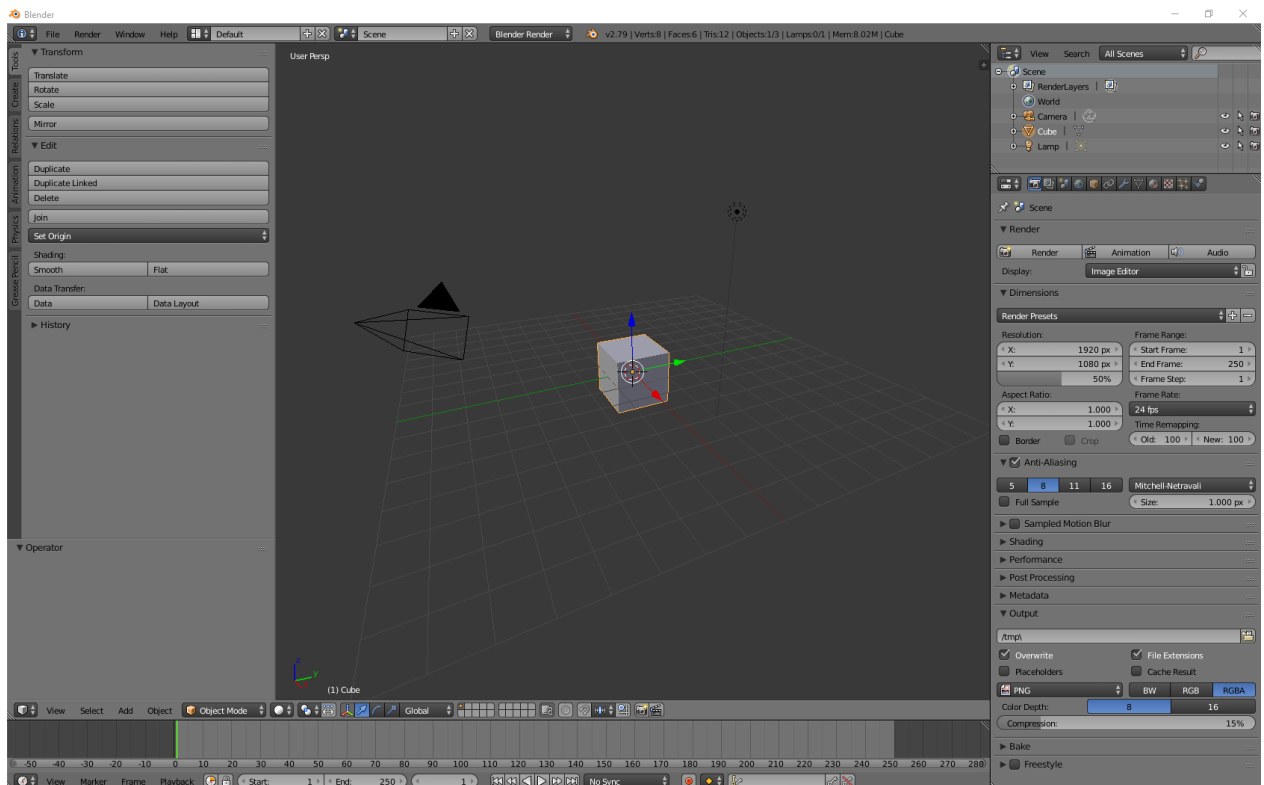 Blender
File Render Window Help Default Scene Blender Render v2.79 | Verts:8 | Faces:6 | Tris:12 | Objects:1/3 | Lamps:0/1 | Mem:8.02M | Cube
Tools
Create
Relations
Animation
Physics
Grease Pencil
Transform
Translate
Rotate
Scale
Mirror
Edit
Duplicate
Duplicate Linked
Delete
Join
Set Origin
Shading:
Smooth Flat
Data Transfer:
Data Data Layout
History
Operator
User Persp
z
y
(1) Cube
View Select Add Object Object Mode Global
-50 -40 -30 -20 -10 0 10 20 30 40 50 60 70 80 90 100 110 120 130 140 150 160 170 180 190 200 210 220 230 240 250 260 270 280
View Marker Frame Playback Start: 1 End: 250 1 No Sync
View Search All Scenes
Scene
RenderLayers |
World
Camera |
Cube |
Lamp |
Scene
Render
Render Animation Audio
Display: Image Editor
Dimensions
Render Presets
Resolution: Frame Range:
X: 1920 px Start Frame: 1
Y: 1080 px End Frame: 250
50% Frame Step: 1
Aspect Ratio: Frame Rate:
X: 1.000 24 fps
Y: 1.000 Time Remapping:
Border Crop Old: 100 New: 100
Anti-Aliasing
5 8 11 16 Mitchell-Netravali
Full Sample Size: 1.000 px
Sampled Motion Blur
Shading
Performance
Post Processing
Metadata
Output
/tmp\
Overwrite File Extensions
Placeholders Cache Result
PNG BW RGB RGBA
Color Depth: 8 16
Compression: 15%
Bake
Freestyle